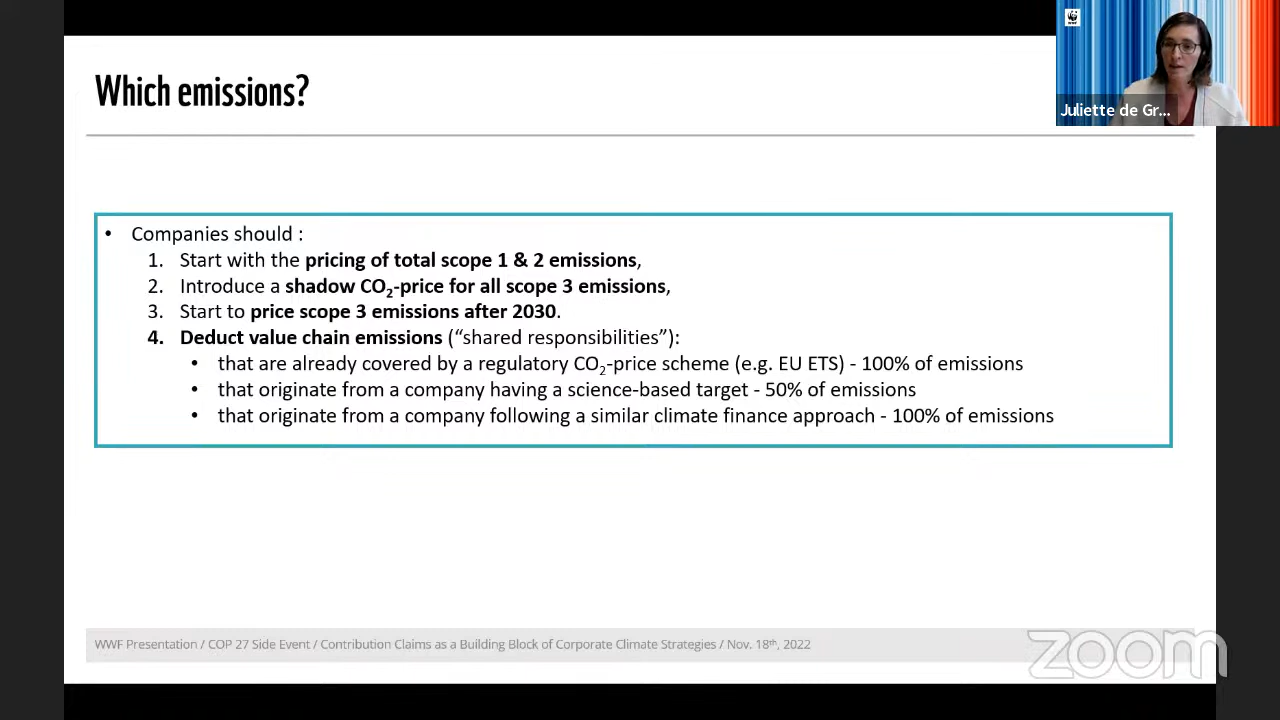 WWF
Juliette de Gr...
Which emissions?
• Companies should :
1. Start with the pricing of total scope 1 & 2 emissions,
2. Introduce a shadow CO₂-price for all scope 3 emissions,
3. Start to price scope 3 emissions after 2030.
4. Deduct value chain emissions (“shared responsibilities”):
• that are already covered by a regulatory CO₂-price scheme (e.g. EU ETS) - 100% of emissions
• that originate from a company having a science-based target - 50% of emissions
• that originate from a company following a similar climate finance approach - 100% of emissions
WWF Presentation / COP 27 Side Event / Contribution Claims as a Building Block of Corporate Climate Strategies / Nov. 18th, 2022
zoom